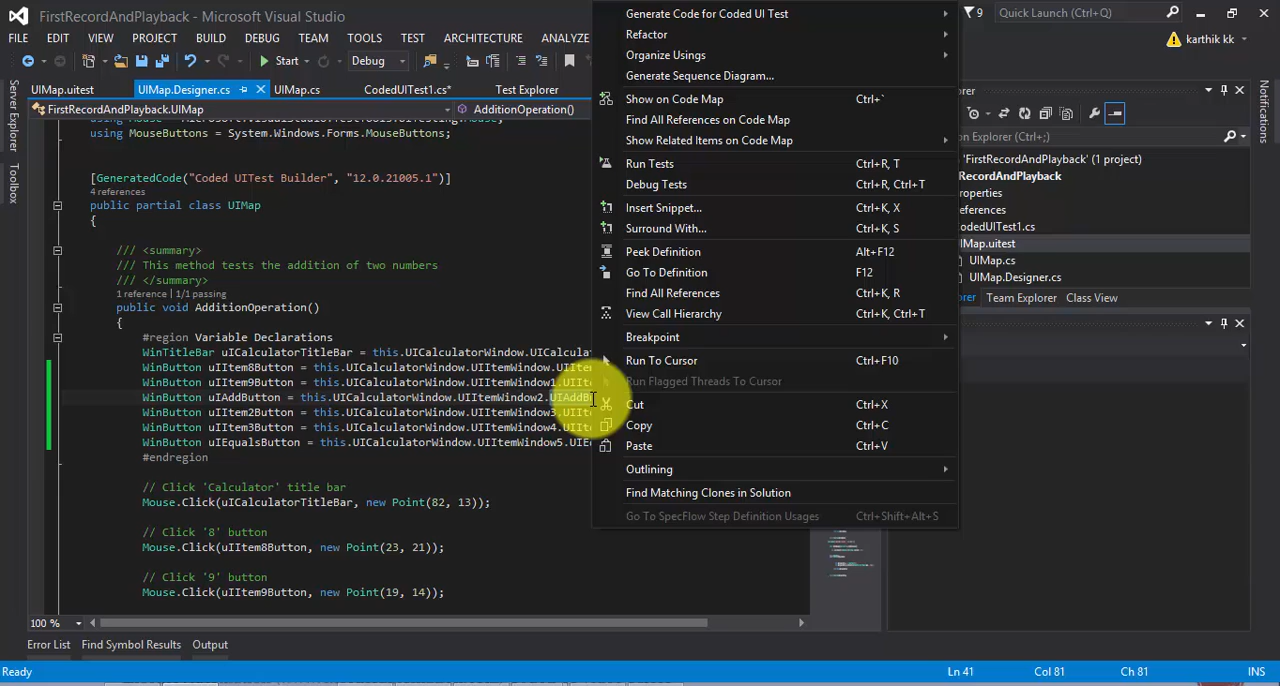 FirstRecordAndPlayback - Microsoft Visual Studio
9
Quick Launch (Ctrl+Q)
FILE EDIT VIEW PROJECT BUILD DEBUG TEAM TOOLS TEST ARCHITECTURE ANALYZE
karthik kk
Start
Debug
UIMap.uitest
UIMap.Designer.cs
UIMap.cs
CodedUITest1.cs*
Test Explorer
FirstRecordAndPlayback.UIMap
AdditionOperation()
Server Explorer
Toolbox
Notifications
using MouseButtons = System.Windows.Forms.MouseButtons;
[GeneratedCode("Coded UITest Builder", "12.0.21005.1")]
4 references
public partial class UIMap
{
/// <summary>
/// This method tests the addition of two numbers
/// </summary>
1 reference | 1/1 passing
public void AdditionOperation()
{
#region Variable Declarations
WinTitleBar uICalculatorTitleBar = this.UICalculatorWindow.UICalcula
WinButton uIItem8Button = this.UICalculatorWindow.UIItemWindow.UIIte
WinButton uIItem9Button = this.UICalculatorWindow.UIItemWindow1.UIIte
WinButton uIAddButton = this.UICalculatorWindow.UIItemWindow2.UIAddB
WinButton uIItem2Button = this.UICalculatorWindow.UIItemWindow3.UIIte
WinButton uIItem3Button = this.UICalculatorWindow.UIItemWindow4.UIIte
WinButton uIEqualsButton = this.UICalculatorWindow.UIItemWindow5.UIE
#endregion
// Click 'Calculator' title bar
Mouse.Click(uICalculatorTitleBar, new Point(82, 13));
// Click '8' button
Mouse.Click(uIItem8Button, new Point(23, 21));
// Click '9' button
Mouse.Click(uIItem9Button, new Point(19, 14));
100 %
Generate Code for Coded UI Test
Refactor
Organize Usings
Generate Sequence Diagram...
Show on Code Map Ctrl+`
Find All References on Code Map
Show Related Items on Code Map
Run Tests Ctrl+R, T
Debug Tests Ctrl+R, Ctrl+T
Insert Snippet... Ctrl+K, X
Surround With... Ctrl+K, S
Peek Definition Alt+F12
Go To Definition F12
Find All References Ctrl+K, R
View Call Hierarchy Ctrl+K, Ctrl+T
Breakpoint
Run To Cursor Ctrl+F10
Run Flagged Threads To Cursor
Cut Ctrl+X
Copy Ctrl+C
Paste Ctrl+V
Outlining
Find Matching Clones in Solution
Go To SpecFlow Step Definition Usages Ctrl+Shift+Alt+S
orer
n Explorer (Ctrl+;)
'FirstRecordAndPlayback' (1 project)
RecordAndPlayback
roperties
eferences
odedUITest1.cs
IMap.uitest
UIMap.cs
UIMap.Designer.cs
orer Team Explorer Class View
Error List Find Symbol Results Output
Ready
Ln 41 Col 81 Ch 81 INS